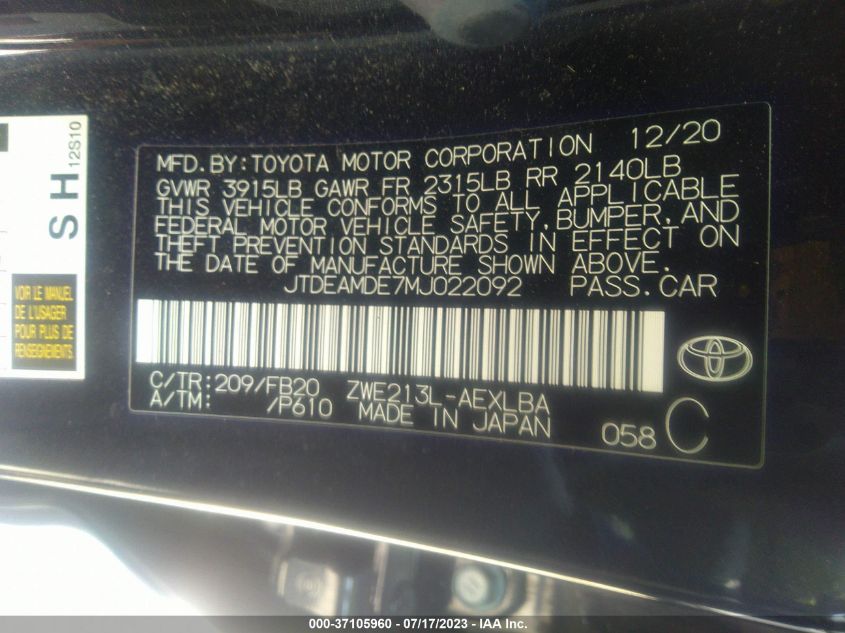 MFD.BY:TOYOTA MOTOR CORPORATION 12/20
GVWR 3915LB GAWR FR 2315LB RR 2140LB
THIS VEHICLE CONFORMS TO ALL APPLICABLE
FEDERAL MOTOR VEHICLE SAFETY,BUMPER,AND
THEFT PREVENTION STANDARDS IN EFFECT ON
THE DATE OF MANUFACTURE SHOWN ABOVE.
JTDEAMDE7MJ022092 PASS.CAR
C/TR:209/FB20 ZWE213L-AEXLBA
A/TM: /P610 MADE IN JAPAN
058 C
SH
12S10
VOIR LE MANUEL
DE L'USAGER
POUR PLUS DE
RENSEIGNEMENTS.
000-37105960 - 07/17/2023 - IAA Inc.